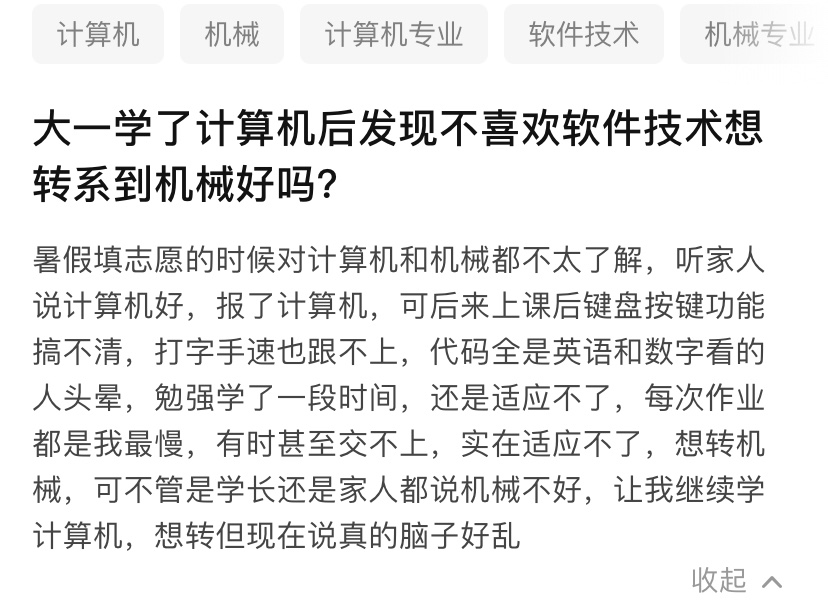 计算机 机械 计算机专业 软件技术 机械专业
大一学了计算机后发现不喜欢软件技术想
转系到机械好吗?
暑假填志愿的时候对计算机和机械都不太了解，听家人
说计算机好，报了计算机，可后来上课后键盘按键功能
搞不清，打字手速也跟不上，代码全是英语和数字看的
人头晕，勉强学了一段时间，还是适应不了，每次作业
都是我最慢，有时甚至交不上，实在适应不了，想转机
械，可不管是学长还是家人都说机械不好，让我继续学
计算机，想转但现在说真的脑子好乱
收起